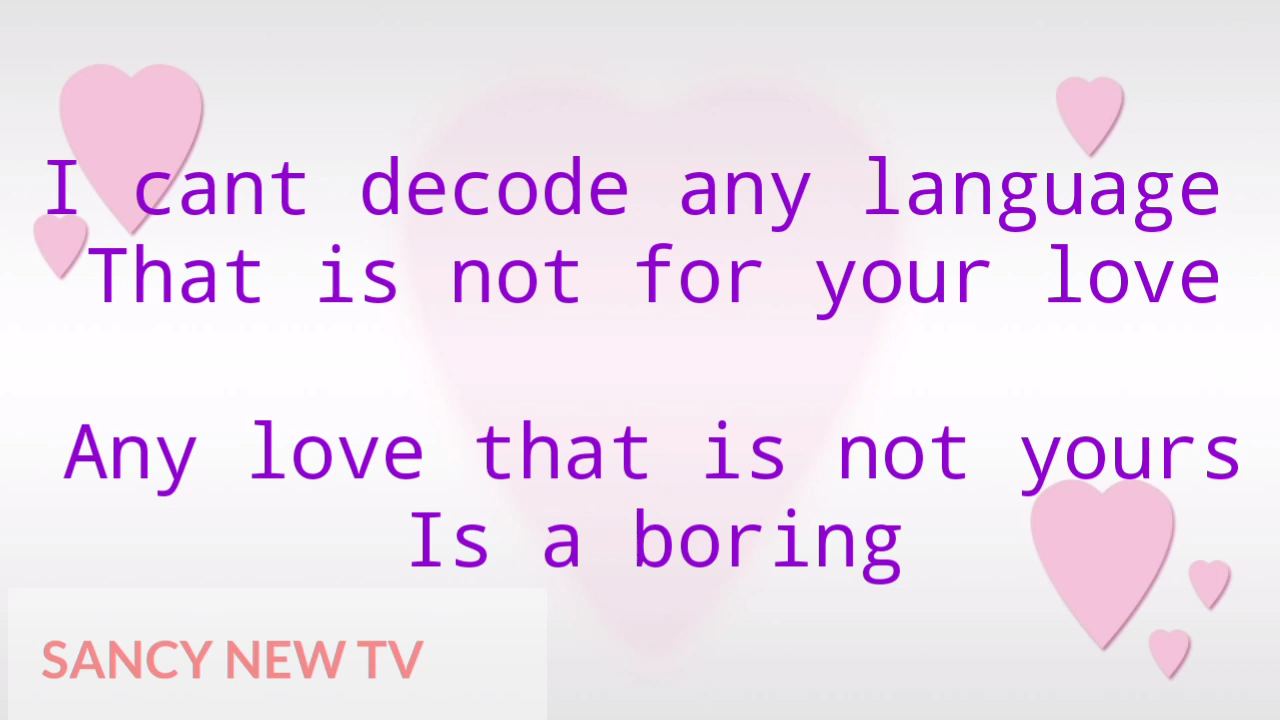 I cant decode any language
That is not for your love
Any love that is not yours
Is a boring
SANCY NEW TV